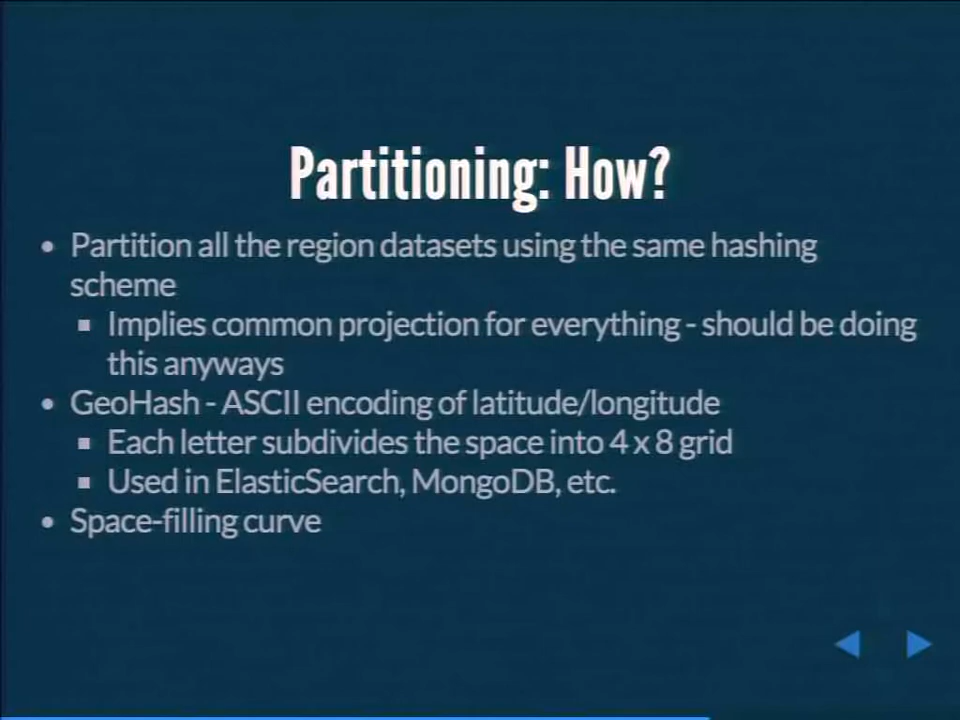 Partitioning: How?
Partition all the region datasets using the same hashing
scheme
Implies common projection for everything - should be doing
this anyways
GeoHash - ASCII encoding of latitude/longitude
Each letter subdivides the space into 4 x 8 grid
Used in ElasticSearch, MongoDB, etc.
Space-filling curve